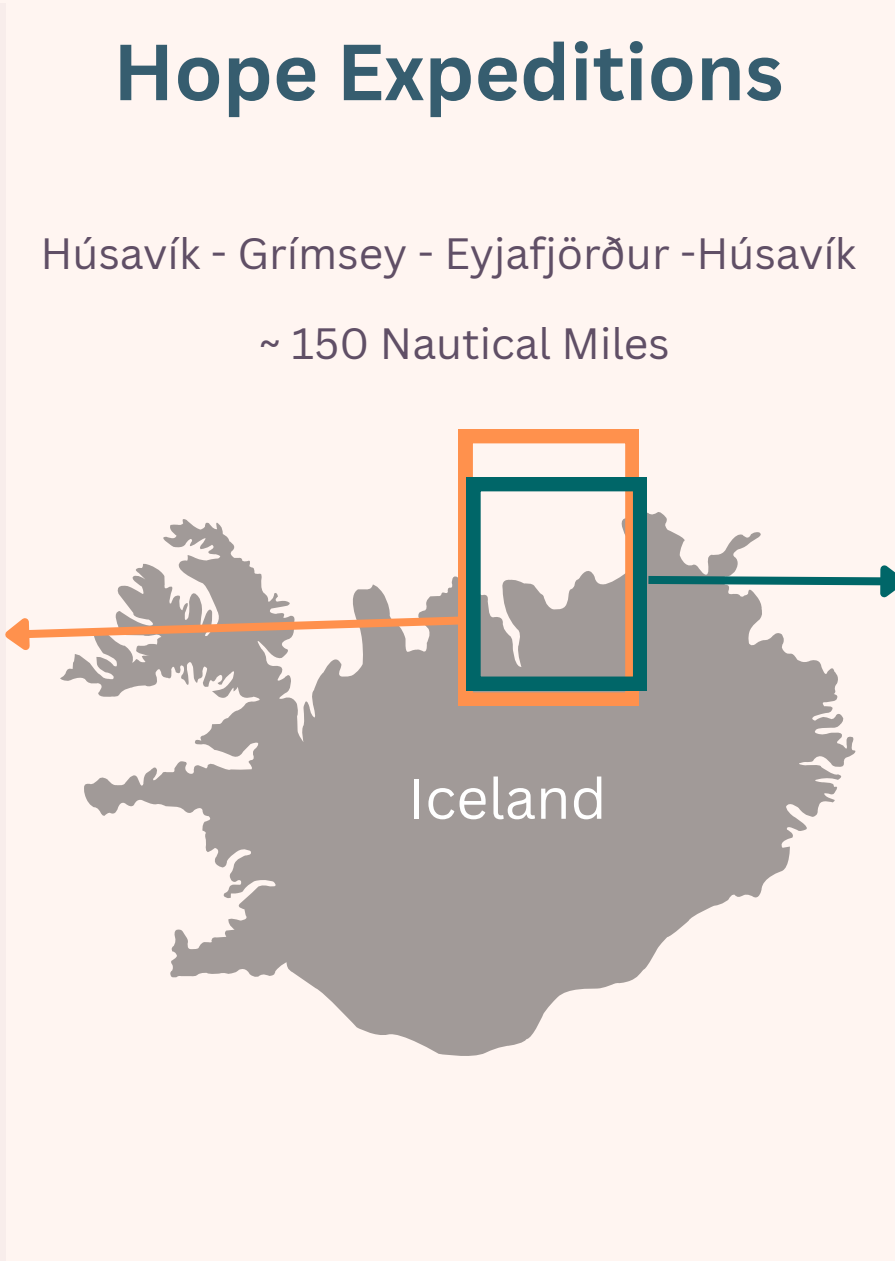 Hope Expeditions
Húsavík - Grímsey - Eyjafjörður -Húsavík
~ 150 Nautical Miles
Iceland